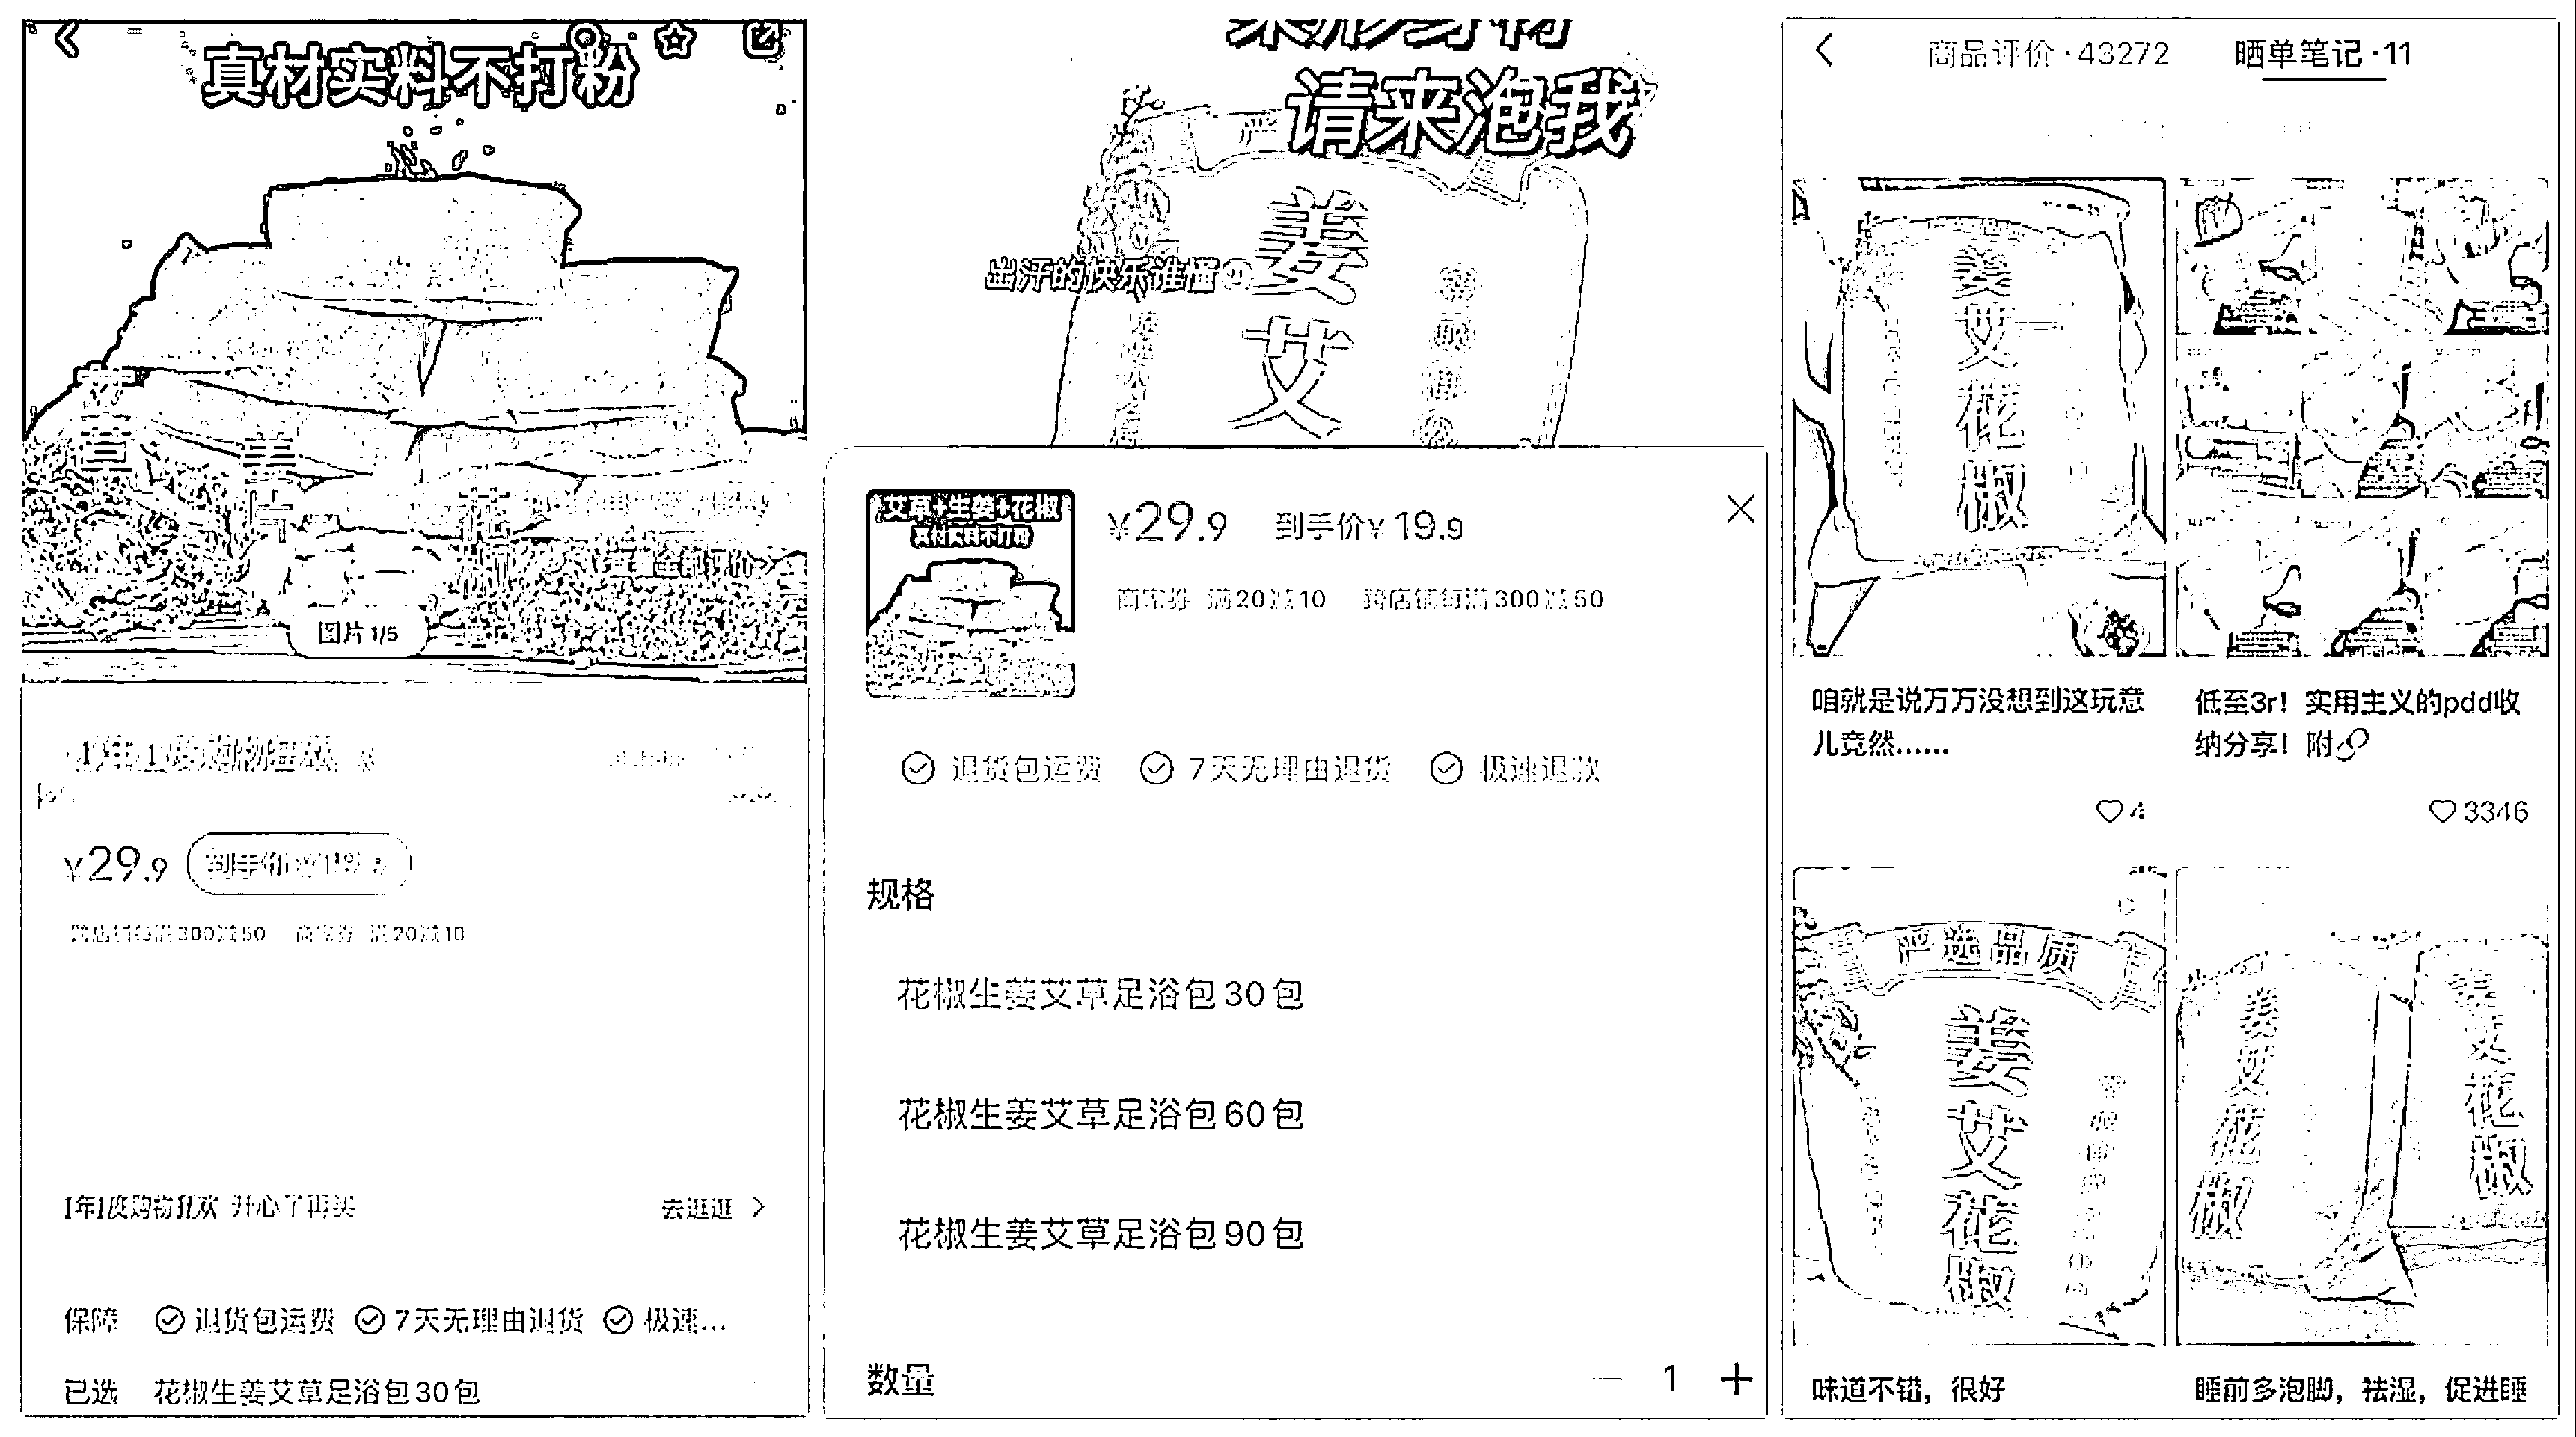 真材实料不打粉
艾
草
姜
片
花
图片 1/5
¥29.9
跨店每满300减50 商家券 满20减10
1年1度购物狂欢 开心了再买
去逛逛 >
保障 退货包运费 7天无理由退货 极速...
已选 花椒生姜艾草足浴包30包
请来泡我
严
出汗的快乐谁懂
姜
艾
艾草+生姜+花椒
真材实料不打粉
¥29.9 到手价¥19.9
商家券 满20减10 跨店每满300减50
退货包运费 7天无理由退货 极速退款
规格
花椒生姜艾草足浴包30包
花椒生姜艾草足浴包60包
花椒生姜艾草足浴包90包
数量
1
商品评价·43272 晒单笔记·11
姜
艾
花
椒
咱就是说万万没想到这玩意
儿竟然……
4
低至3r！实用主义的pdd收
纳分享！附🔗
3346
严选品质
姜
艾
花
椒
味道不错，很好
姜
艾
花
椒
姜
艾
花
椒
睡前多泡脚，祛湿，促进睡